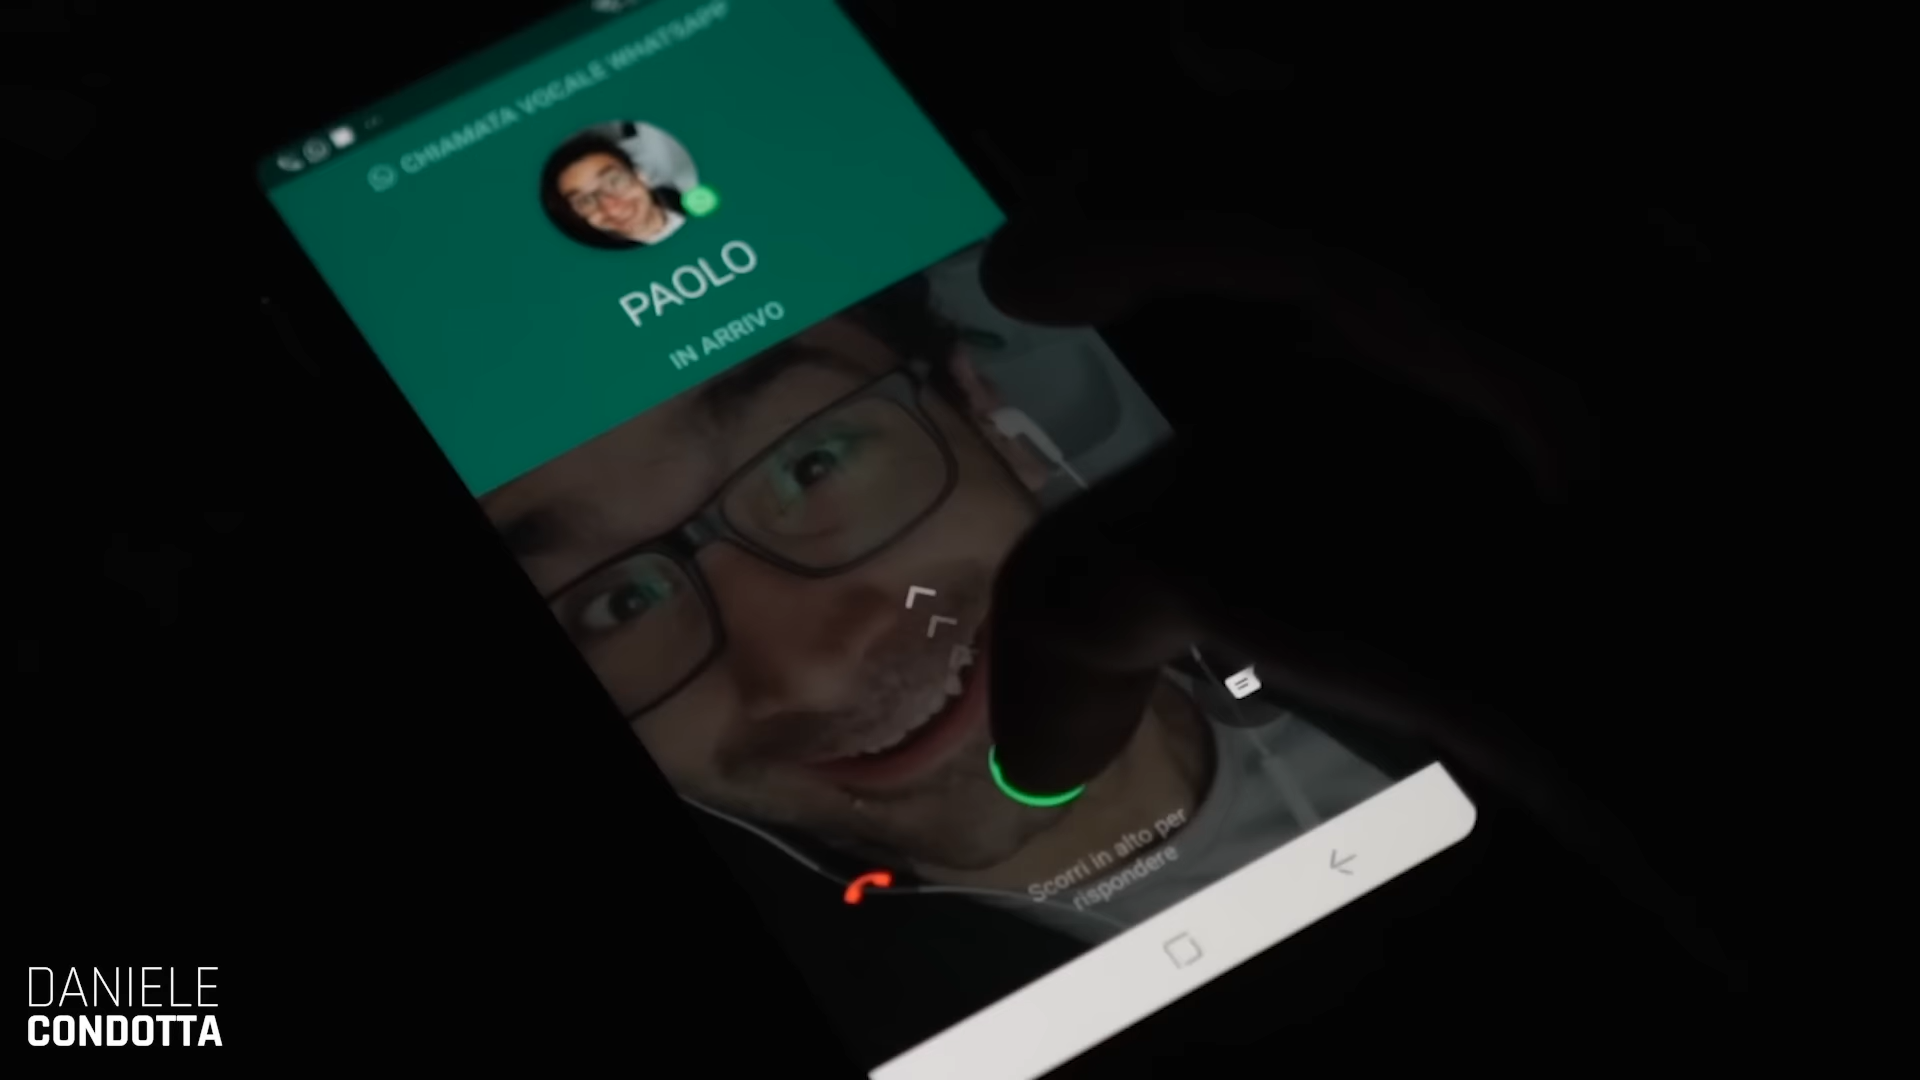 CHIAMATA VOCALE WHATSAPP
PAOLO
IN ARRIVO
Scorri in alto per
rispondere
DANIELE
CONDOTTA